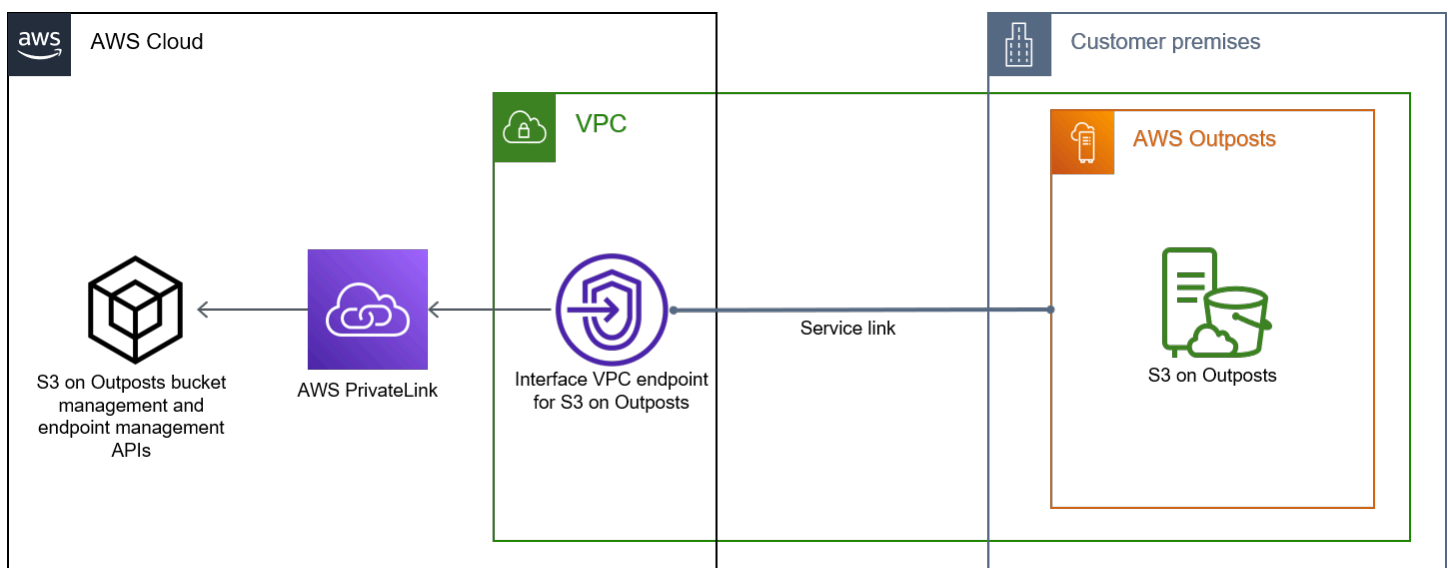 aws
AWS Cloud
Customer premises
VPC
AWS Outposts
S3 on Outposts bucket
management and
endpoint management
APIs
AWS PrivateLink
Interface VPC endpoint
for S3 on Outposts
Service link
S3 on Outposts